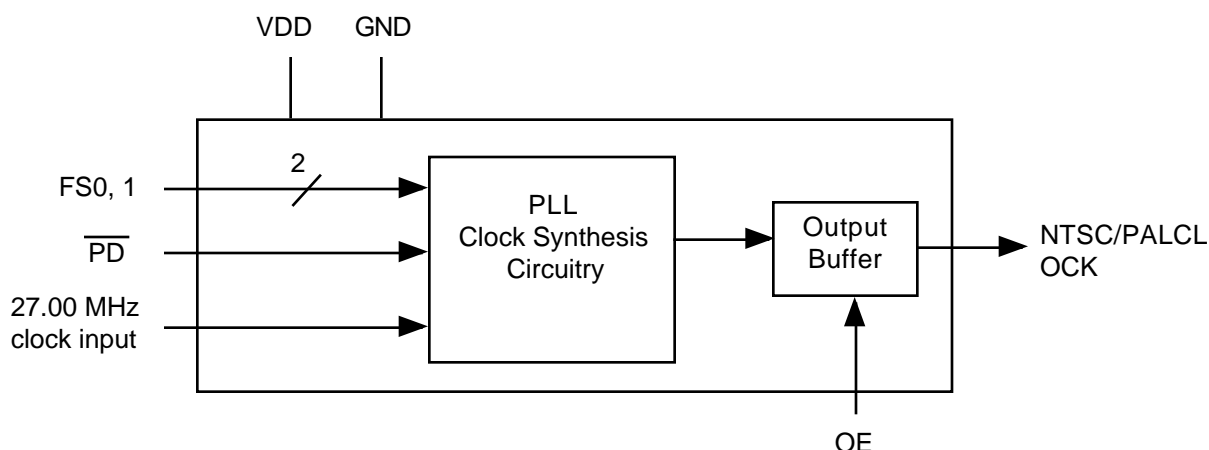 VDD GND
FS0, 1
2
PD
27.00 MHz
clock input
PLL
Clock Synthesis
Circuitry
Output
Buffer
NTSC/PALCL
OCK
OE